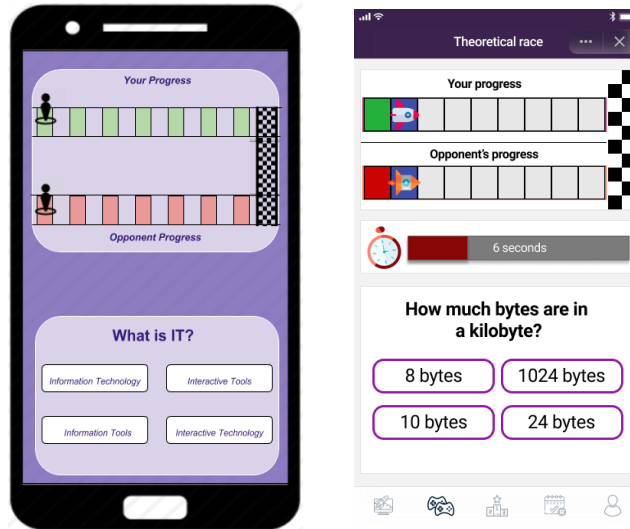 Your Progress
Opponent Progress
What is IT?
Information Technology
Interactive Tools
Information Tools
Interactive Technology
Theoretical race
Your progress
Opponent's progress
6 seconds
How much bytes are in
a kilobyte?
8 bytes
1024 bytes
10 bytes
24 bytes